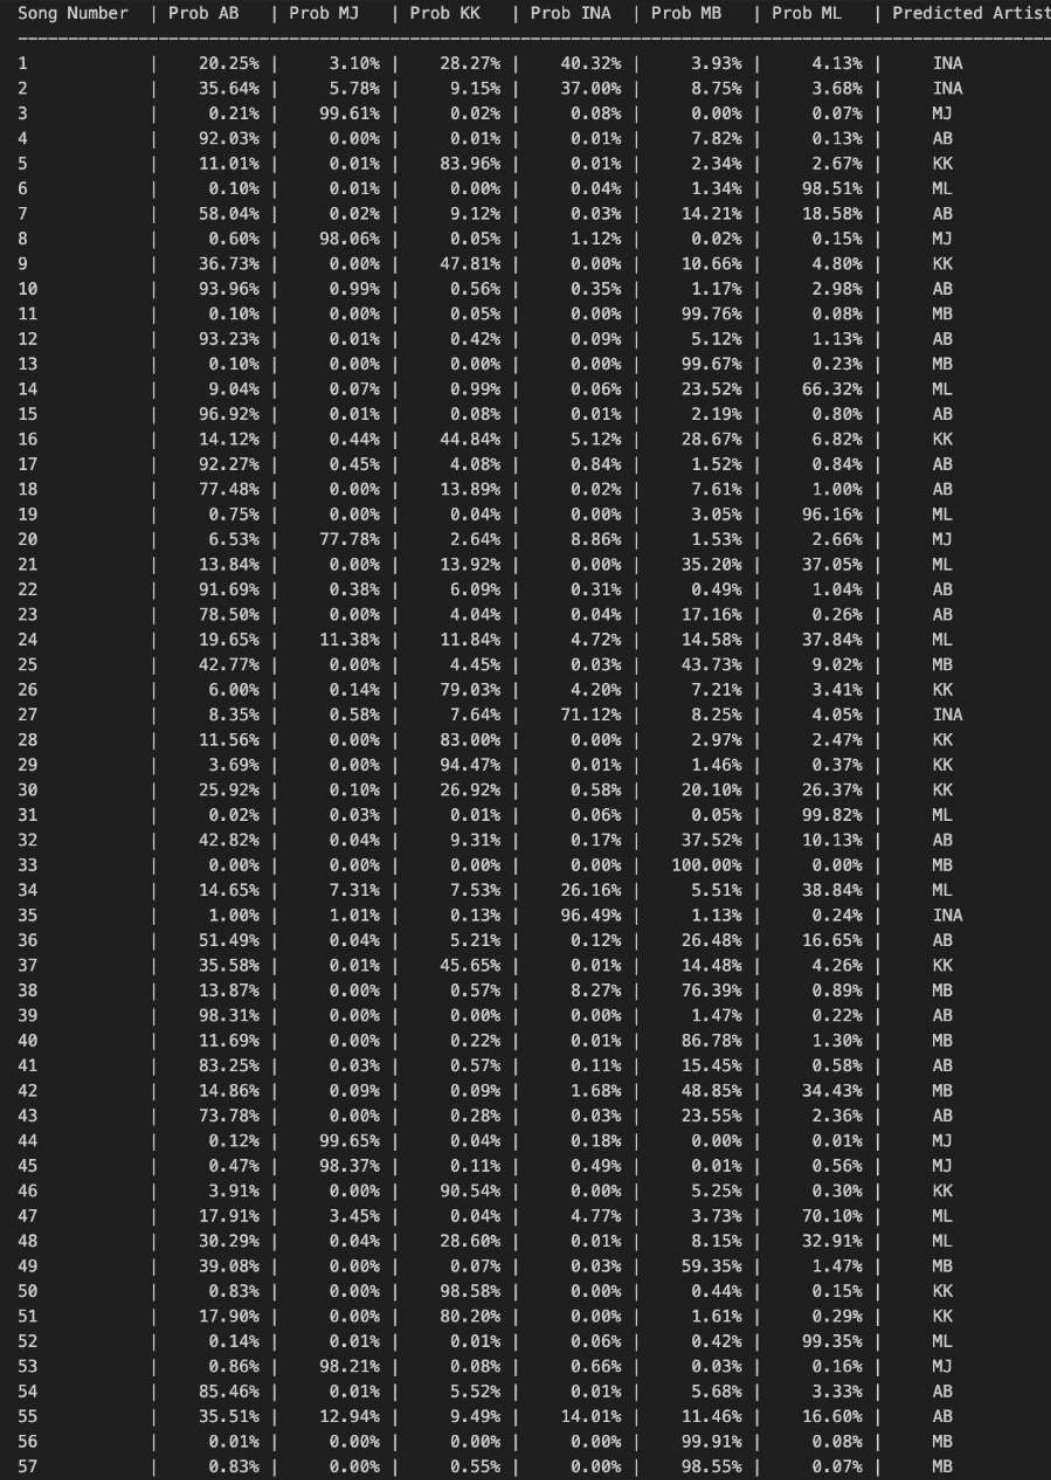 Song Number | Prob AB | Prob MJ | Prob KK | Prob INA | Prob MB | Prob ML | Predicted Artist
1 | 20.25% | 3.10% | 28.27% | 40.32% | 3.93% | 4.13% | INA
2 | 35.64% | 5.78% | 9.15% | 37.00% | 8.75% | 3.68% | INA
3 | 0.21% | 99.61% | 0.02% | 0.08% | 0.00% | 0.07% | MJ
4 | 92.03% | 0.00% | 0.01% | 0.01% | 7.82% | 0.13% | AB
5 | 11.01% | 0.01% | 83.96% | 0.01% | 2.34% | 2.67% | KK
6 | 0.10% | 0.01% | 0.00% | 0.04% | 1.34% | 98.51% | ML
7 | 58.04% | 0.02% | 9.12% | 0.03% | 14.21% | 18.58% | AB
8 | 0.60% | 98.06% | 0.05% | 1.12% | 0.02% | 0.15% | MJ
9 | 36.73% | 0.00% | 47.81% | 0.00% | 10.66% | 4.80% | KK
10 | 93.96% | 0.99% | 0.56% | 0.35% | 1.17% | 2.98% | AB
11 | 0.10% | 0.00% | 0.05% | 0.00% | 99.76% | 0.08% | MB
12 | 93.23% | 0.01% | 0.42% | 0.09% | 5.12% | 1.13% | AB
13 | 0.10% | 0.00% | 0.00% | 0.00% | 99.67% | 0.23% | MB
14 | 9.04% | 0.07% | 0.99% | 0.06% | 23.52% | 66.32% | ML
15 | 96.92% | 0.01% | 0.08% | 0.01% | 2.19% | 0.80% | AB
16 | 14.12% | 0.44% | 44.84% | 5.12% | 28.67% | 6.82% | KK
17 | 92.27% | 0.45% | 4.08% | 0.84% | 1.52% | 0.84% | AB
18 | 77.48% | 0.00% | 13.89% | 0.02% | 7.61% | 1.00% | AB
19 | 0.75% | 0.00% | 0.04% | 0.00% | 3.05% | 96.16% | ML
20 | 6.53% | 77.78% | 2.64% | 8.86% | 1.53% | 2.66% | MJ
21 | 13.84% | 0.00% | 13.92% | 0.00% | 35.20% | 37.05% | ML
22 | 91.69% | 0.38% | 6.09% | 0.31% | 0.49% | 1.04% | AB
23 | 78.50% | 0.00% | 4.04% | 0.04% | 17.16% | 0.26% | AB
24 | 19.65% | 11.38% | 11.84% | 4.72% | 14.58% | 37.84% | ML
25 | 42.77% | 0.00% | 4.45% | 0.03% | 43.73% | 9.02% | MB
26 | 6.00% | 0.14% | 79.03% | 4.20% | 7.21% | 3.41% | KK
27 | 8.35% | 0.58% | 7.64% | 71.12% | 8.25% | 4.05% | INA
28 | 11.56% | 0.00% | 83.00% | 0.00% | 2.97% | 2.47% | KK
29 | 3.69% | 0.00% | 94.47% | 0.01% | 1.46% | 0.37% | KK
30 | 25.92% | 0.10% | 26.92% | 0.58% | 20.10% | 26.37% | KK
31 | 0.02% | 0.03% | 0.01% | 0.06% | 0.05% | 99.82% | ML
32 | 42.82% | 0.04% | 9.31% | 0.17% | 37.52% | 10.13% | AB
33 | 0.00% | 0.00% | 0.00% | 0.00% | 100.00% | 0.00% | MB
34 | 14.65% | 7.31% | 7.53% | 26.16% | 5.51% | 38.84% | ML
35 | 1.00% | 1.01% | 0.13% | 96.49% | 1.13% | 0.24% | INA
36 | 51.49% | 0.04% | 5.21% | 0.12% | 26.48% | 16.65% | AB
37 | 35.58% | 0.01% | 45.65% | 0.01% | 14.48% | 4.26% | KK
38 | 13.87% | 0.00% | 0.57% | 8.27% | 76.39% | 0.89% | MB
39 | 98.31% | 0.00% | 0.00% | 0.00% | 1.47% | 0.22% | AB
40 | 11.69% | 0.00% | 0.22% | 0.01% | 86.78% | 1.30% | MB
41 | 83.25% | 0.03% | 0.57% | 0.11% | 15.45% | 0.58% | AB
42 | 14.86% | 0.09% | 0.09% | 1.68% | 48.85% | 34.43% | MB
43 | 73.78% | 0.00% | 0.28% | 0.03% | 23.55% | 2.36% | AB
44 | 0.12% | 99.65% | 0.04% | 0.18% | 0.00% | 0.01% | MJ
45 | 0.47% | 98.37% | 0.11% | 0.49% | 0.01% | 0.56% | MJ
46 | 3.91% | 0.00% | 90.54% | 0.00% | 5.25% | 0.30% | KK
47 | 17.91% | 3.45% | 0.04% | 4.77% | 3.73% | 70.10% | ML
48 | 30.29% | 0.04% | 28.60% | 0.01% | 8.15% | 32.91% | ML
49 | 39.08% | 0.00% | 0.07% | 0.03% | 59.35% | 1.47% | MB
50 | 0.83% | 0.00% | 98.58% | 0.00% | 0.44% | 0.15% | KK
51 | 17.90% | 0.00% | 80.20% | 0.00% | 1.61% | 0.29% | KK
52 | 0.14% | 0.01% | 0.01% | 0.06% | 0.42% | 99.35% | ML
53 | 0.86% | 98.21% | 0.08% | 0.66% | 0.03% | 0.16% | MJ
54 | 85.46% | 0.01% | 5.52% | 0.01% | 5.68% | 3.33% | AB
55 | 35.51% | 12.94% | 9.49% | 14.01% | 11.46% | 16.60% | AB
56 | 0.01% | 0.00% | 0.00% | 0.00% | 99.91% | 0.08% | MB
57 | 0.83% | 0.00% | 0.55% | 0.00% | 98.55% | 0.07% | MB